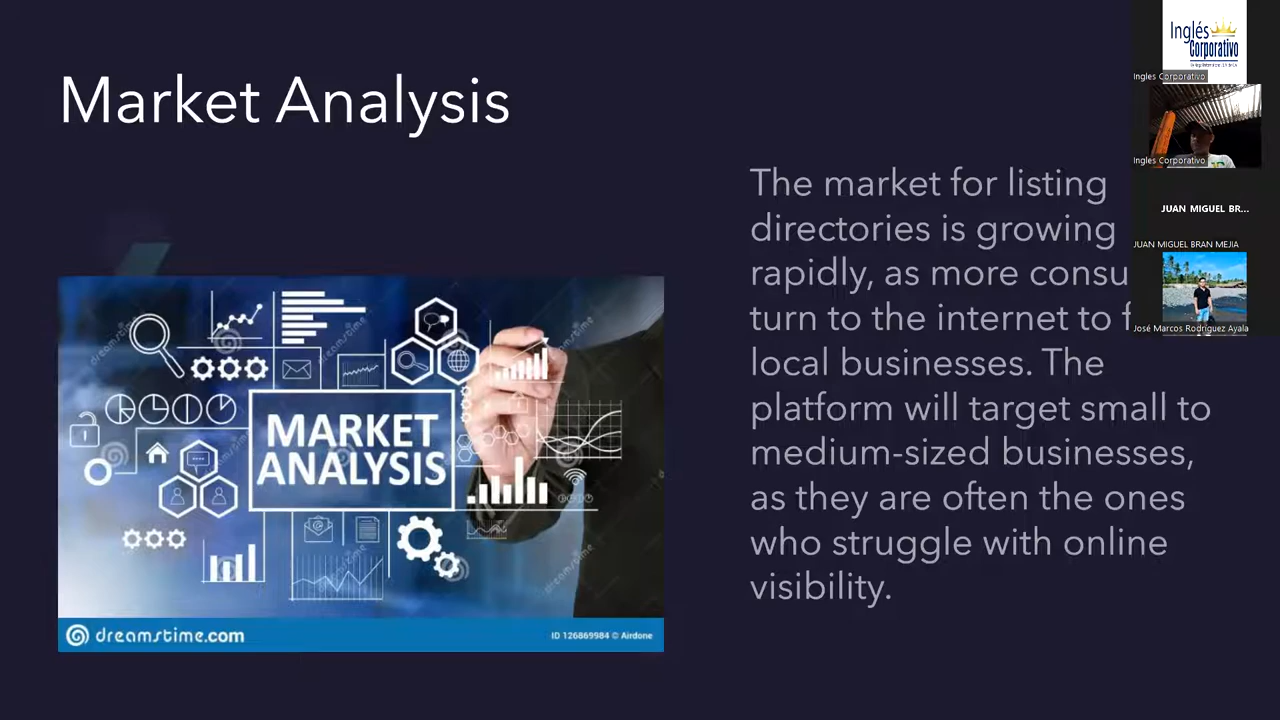 Market Analysis
The market for listing
directories is growing
rapidly, as more consu
turn to the internet to f
local businesses. The
platform will target small to
medium-sized businesses,
as they are often the ones
who struggle with online
visibility.
MARKET
ANALYSIS
dreamstime.com
ID 126869984 © Airdone
Inglés
Corporativo
Ingles Corporativo
Ingles Corporativo
JUAN MIGUEL BR...
JUAN MIGUEL BRAN MEJIA
José Marcos Rodríguez Ayala